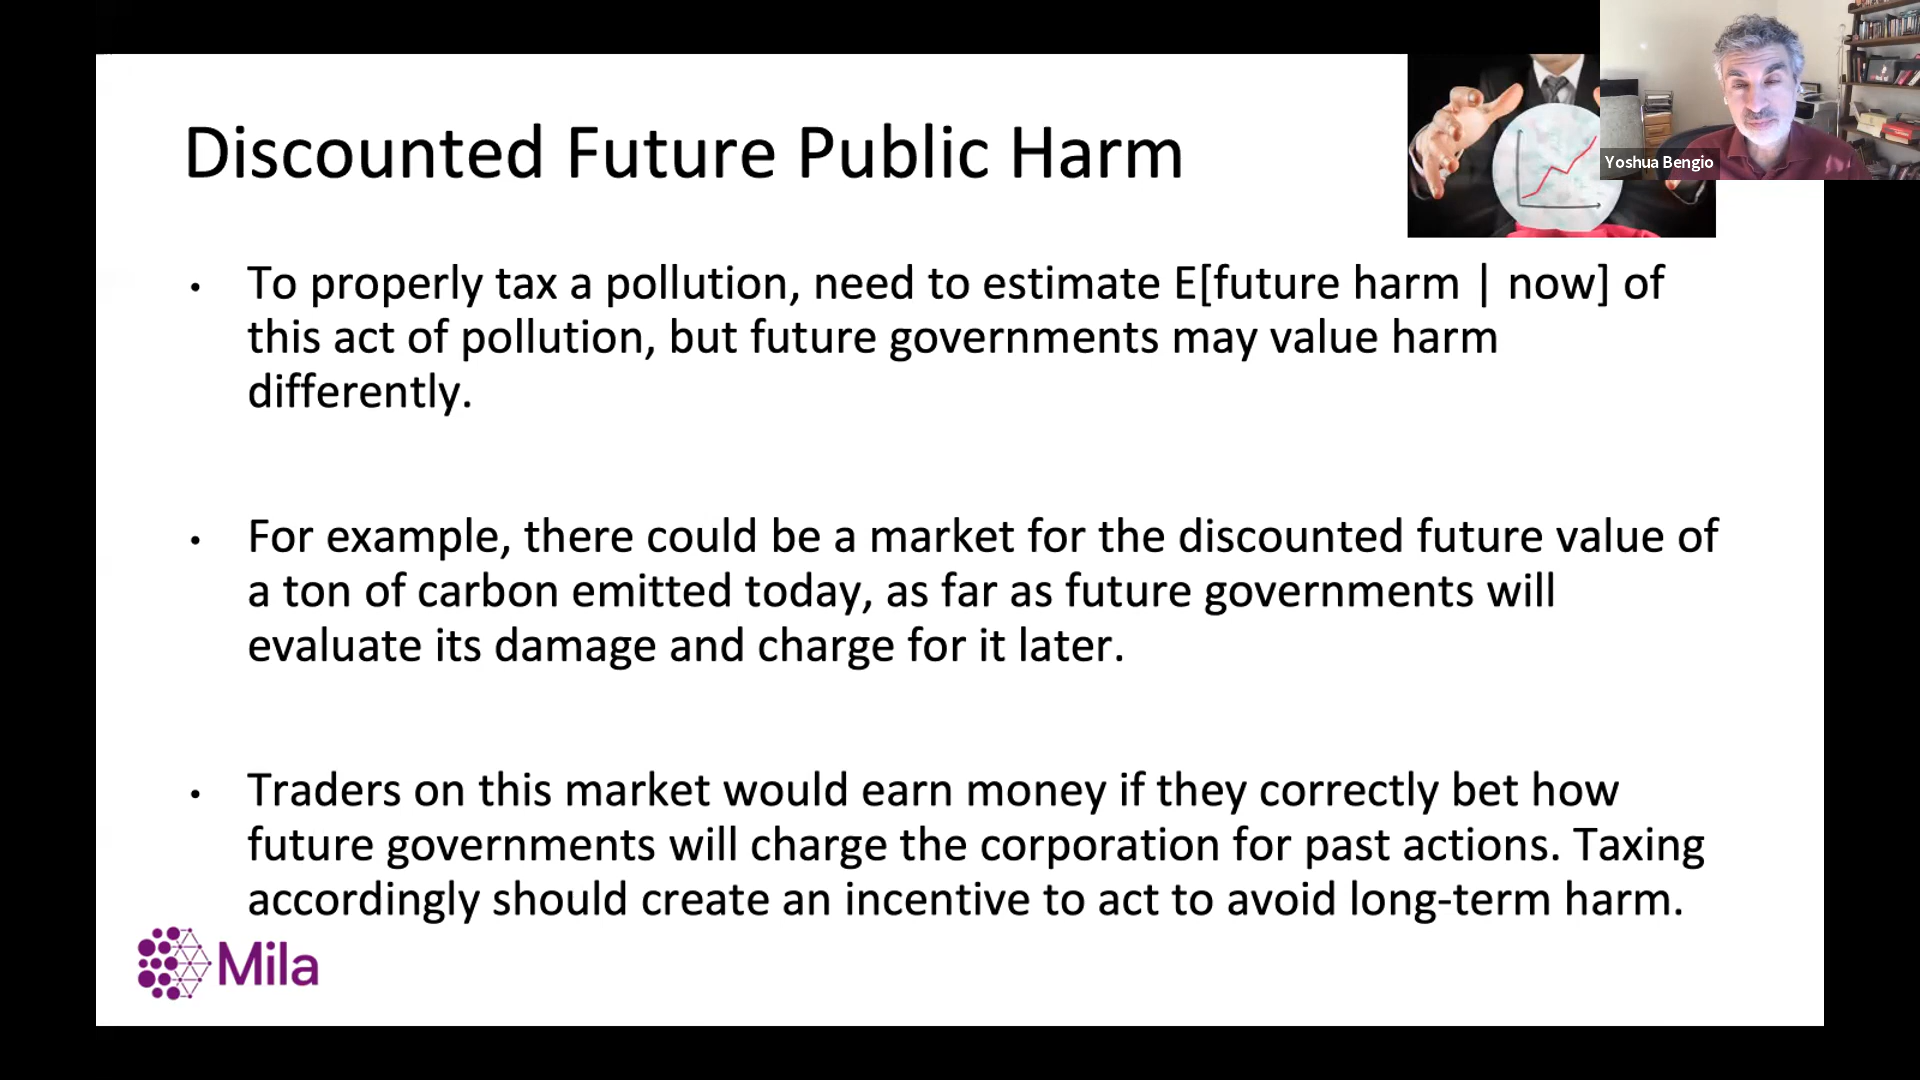 Discounted Future Public Harm
Yoshua Bengio
• To properly tax a pollution, need to estimate E[future harm | now] of
this act of pollution, but future governments may value harm
differently.
• For example, there could be a market for the discounted future value of
a ton of carbon emitted today, as far as future governments will
evaluate its damage and charge for it later.
• Traders on this market would earn money if they correctly bet how
future governments will charge the corporation for past actions. Taxing
accordingly should create an incentive to act to avoid long-term harm.
Mila